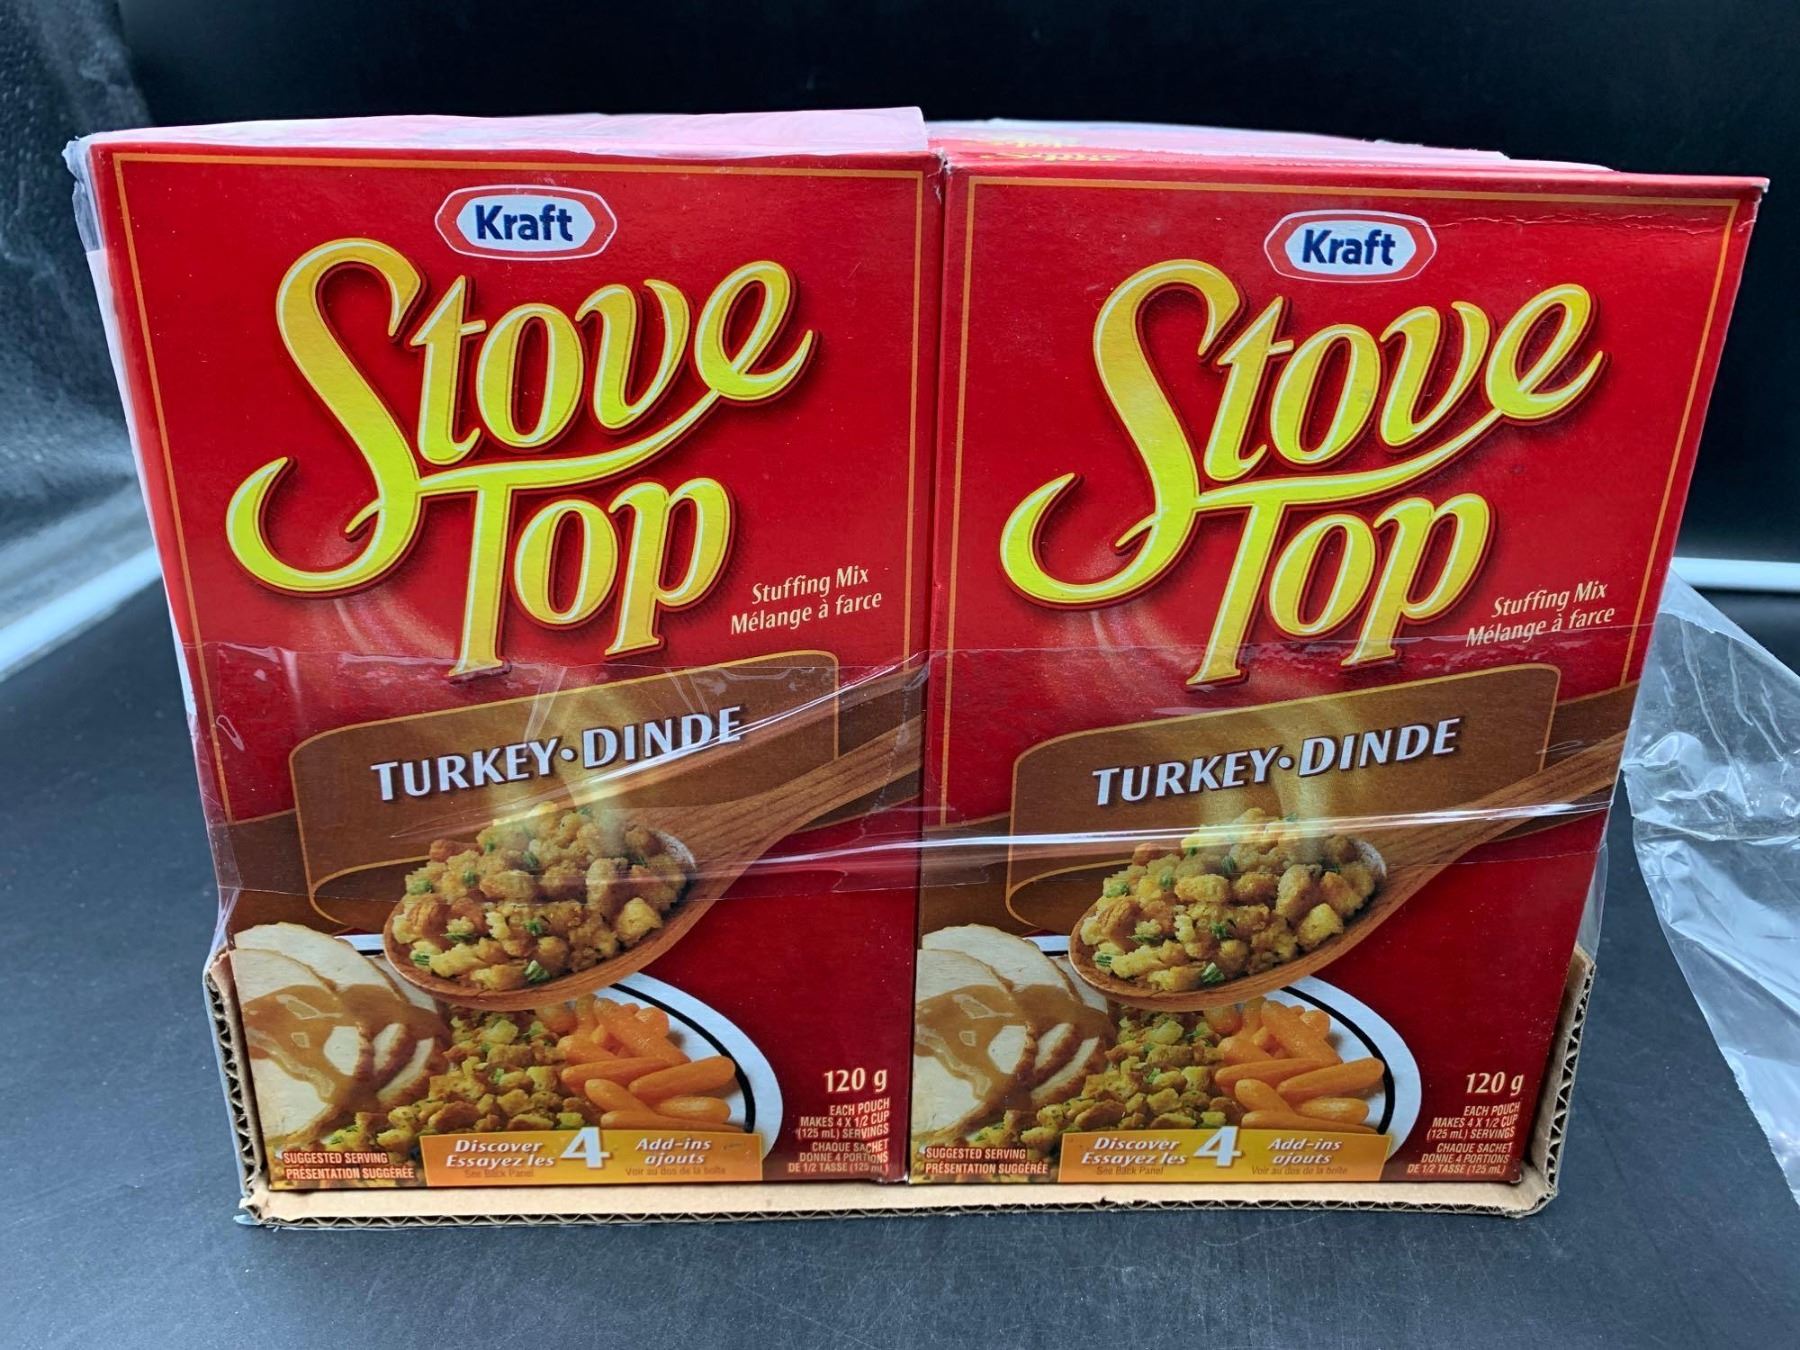 Kraft
Stove
Top
Stuffing Mix
Mélange à farce
TURKEY•DINDE
120 g
EACH POUCH
MAKES 4 X 1/2 CUP
(125 mL) SERVINGS
CHAQUE SACHET
DONNE 4 PORTIONS
DE 1/2 TASSE (125 mL)
SUGGESTED SERVING
PRÉSENTATION SUGGÉRÉE
Discover 4 Add-ins
Essayez les ajouts
See Back Panel Voir au dos de la boîte
Kraft
Stove
Top
Stuffing Mix
Mélange à farce
TURKEY•DINDE
120 g
EACH POUCH
MAKES 4 X 1/2 CUP
(125 mL) SERVINGS
CHAQUE SACHET
DONNE 4 PORTIONS
DE 1/2 TASSE (125 mL)
SUGGESTED SERVING
PRÉSENTATION SUGGÉRÉE
Discover 4 Add-ins
Essayez les ajouts
See Back Panel Voir au dos de la boîte